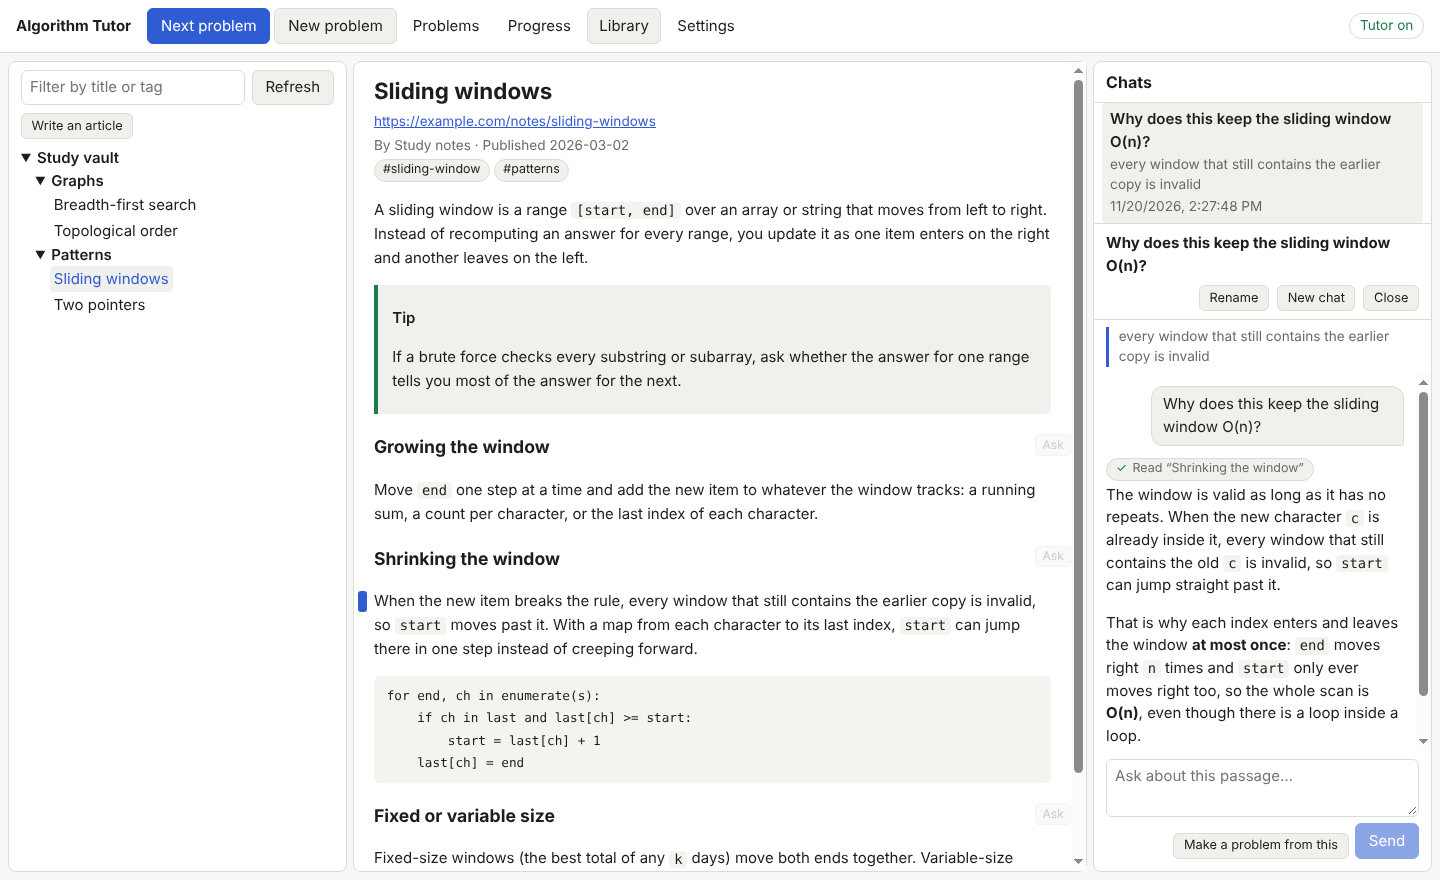 Algorithm Tutor
Next problem
New problem
Problems
Progress
Library
Settings
Tutor on
Filter by title or tag
Refresh
Write an article
▼ Study vault
▼ Graphs
Breadth-first search
Topological order
▼ Patterns
Sliding windows
Two pointers
Sliding windows
https://example.com/notes/sliding-windows
By Study notes · Published 2026-03-02
#sliding-window
#patterns
A sliding window is a range [start, end] over an array or string that moves from left to right.
Instead of recomputing an answer for every range, you update it as one item enters on the right
and another leaves on the left.
Tip
If a brute force checks every substring or subarray, ask whether the answer for one range
tells you most of the answer for the next.
Growing the window
Ask
Move end one step at a time and add the new item to whatever the window tracks: a running
sum, a count per character, or the last index of each character.
Shrinking the window
Ask
When the new item breaks the rule, every window that still contains the earlier copy is invalid,
so start moves past it. With a map from each character to its last index, start can jump
there in one step instead of creeping forward.
for end, ch in enumerate(s):
    if ch in last and last[ch] >= start:
        start = last[ch] + 1
    last[ch] = end
Fixed or variable size
Ask
Fixed-size windows (the best total of any k days) move both ends together. Variable-size
Chats
Why does this keep the sliding window
O(n)?
every window that still contains the earlier
copy is invalid
11/20/2026, 2:27:48 PM
Why does this keep the sliding window
O(n)?
Rename
New chat
Close
every window that still contains the earlier
copy is invalid
Why does this keep the sliding
window O(n)?
✓ Read “Shrinking the window”
The window is valid as long as it has no
repeats. When the new character c is
already inside it, every window that still
contains the old c is invalid, so start
can jump straight past it.
That is why each index enters and leaves
the window at most once: end moves
right n times and start only ever
moves right too, so the whole scan is
O(n), even though there is a loop inside a
loop.
Ask about this passage...
Make a problem from this
Send